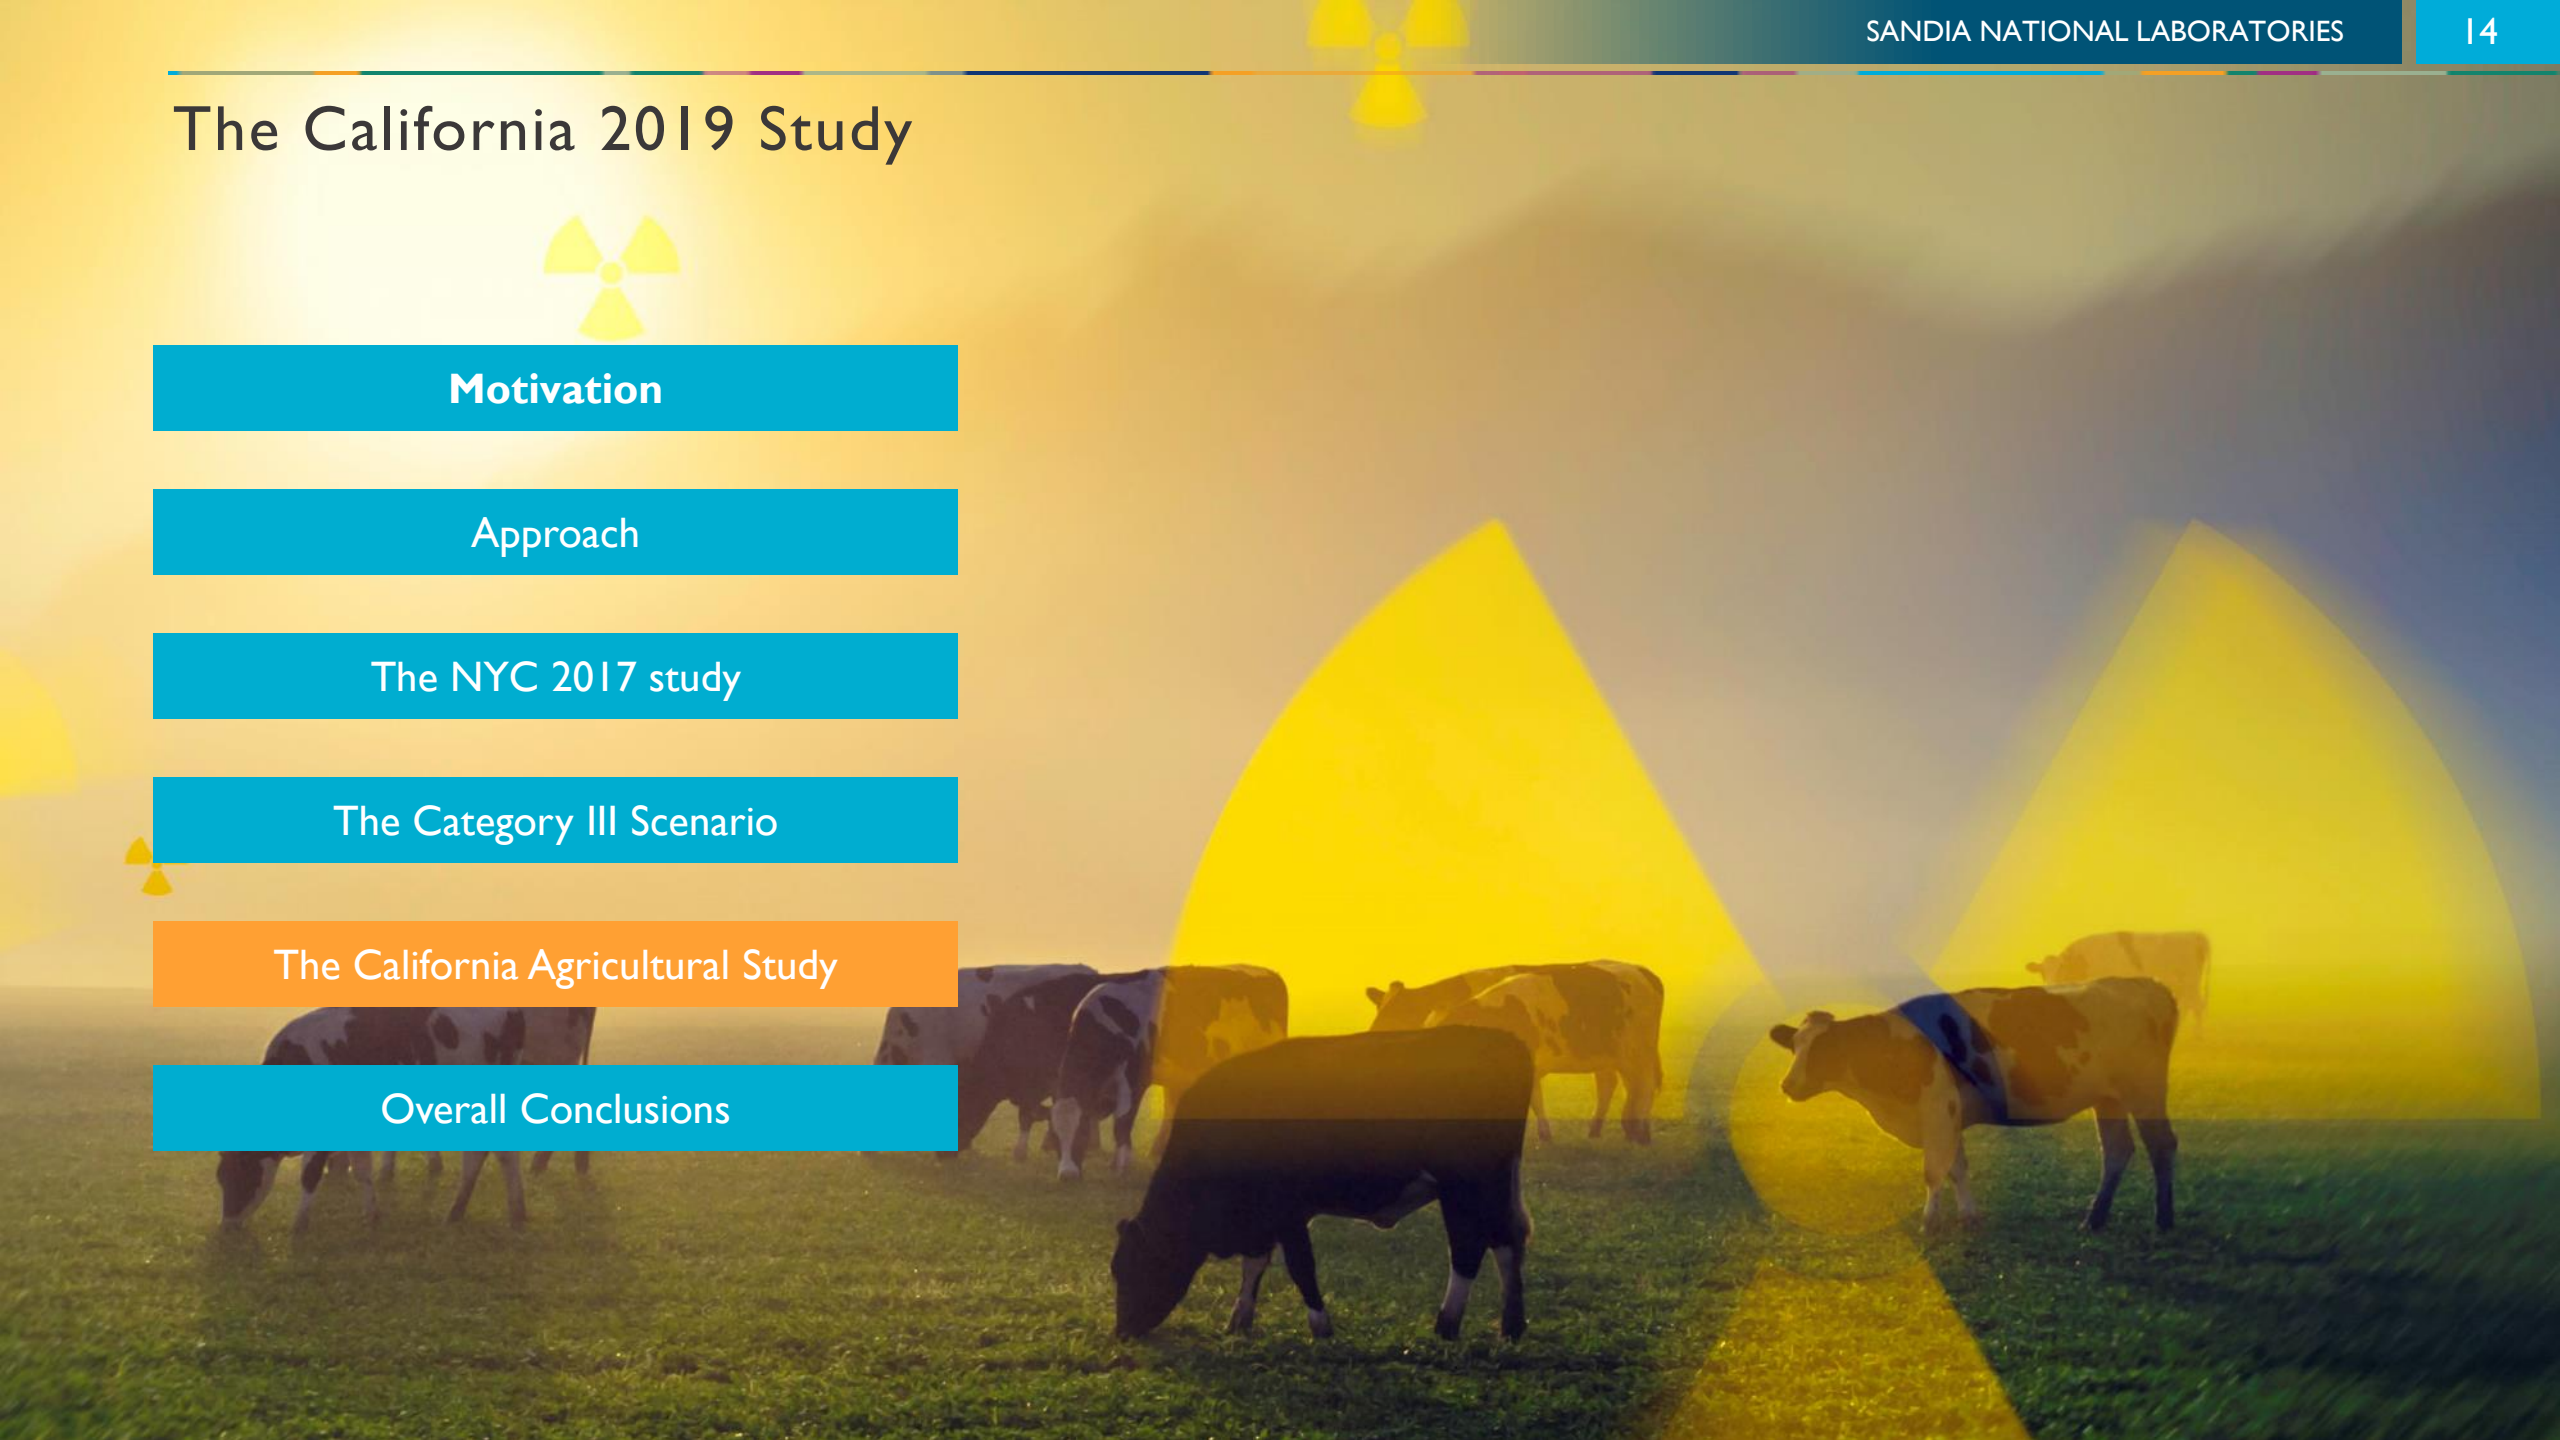 SANDIA NATIONAL LABORATORIES 14
The California 2019 Study
Motivation
Approach
The NYC 2017 study
The Category III Scenario
The California Agricultural Study
Overall Conclusions